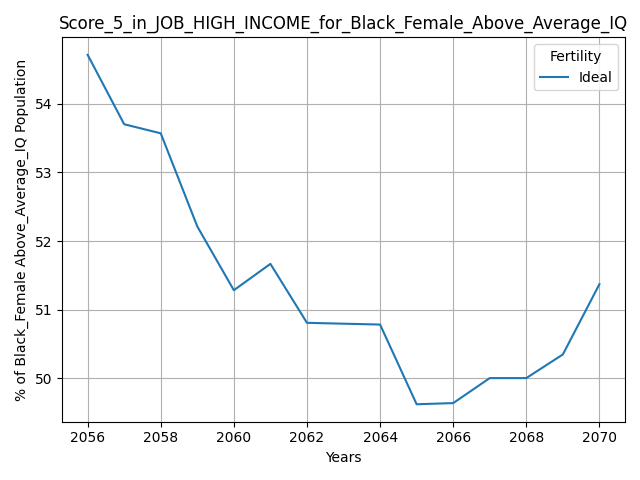 Score_5_in_JOB_HIGH_INCOME_for_Black_Female_Above_Average_IQ
Fertility
Ideal
% of Black_Female Above_Average_IQ Population
54
53
52
51
50
2056 2058 2060 2062 2064 2066 2068 2070
Years